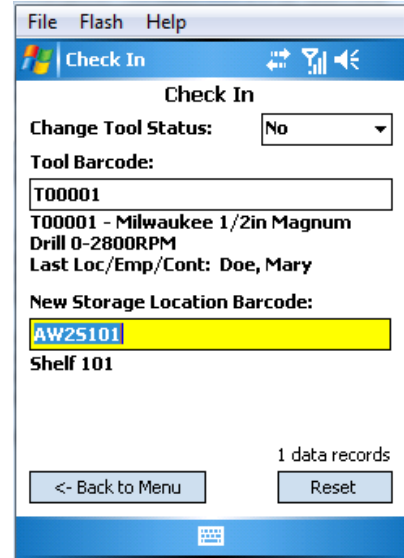 File Flash Help
Check In
Check In
Change Tool Status: No
Tool Barcode:
T00001
T00001 - Milwaukee 1/2in Magnum
Drill 0-2800RPM
Last Loc/Emp/Cont: Doe, Mary
New Storage Location Barcode:
AW2S101
Shelf 101
1 data records
<- Back to Menu Reset